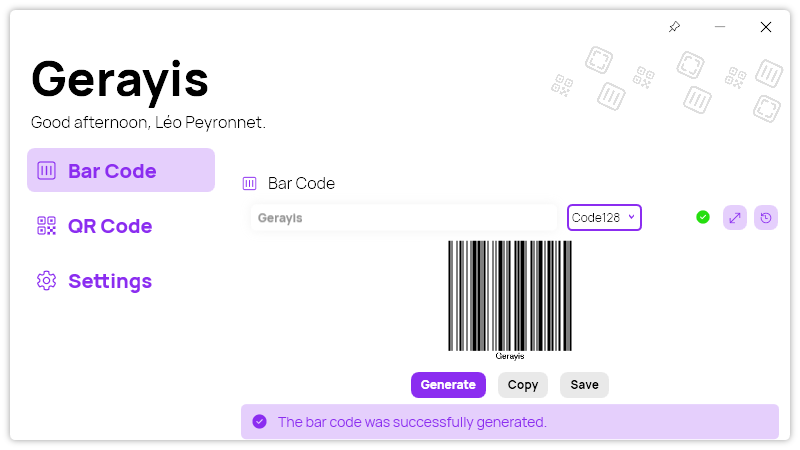 Gerayis
Good afternoon, Léo Peyronnet.
Bar Code
QR Code
Settings
Bar Code
Gerayis
Code128
Gerayis
Generate
Copy
Save
The bar code was successfully generated.